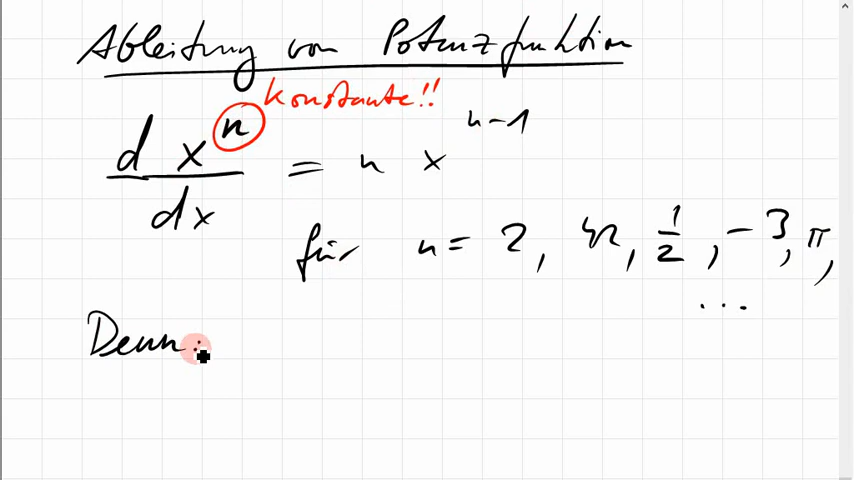 Ableitung von Potenzfunktion
Konstante!!
d x^n / dx = n x^(n-1)
für n = 2, 42, 1/2, -3, π,
...
Denn: